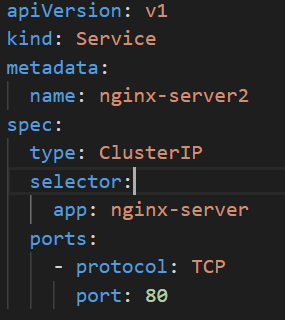 apiVersion: v1
kind: Service
metadata:
  name: nginx-server2
spec:
  type: ClusterIP
  selector:
    app: nginx-server
  ports:
    - protocol: TCP
      port: 80